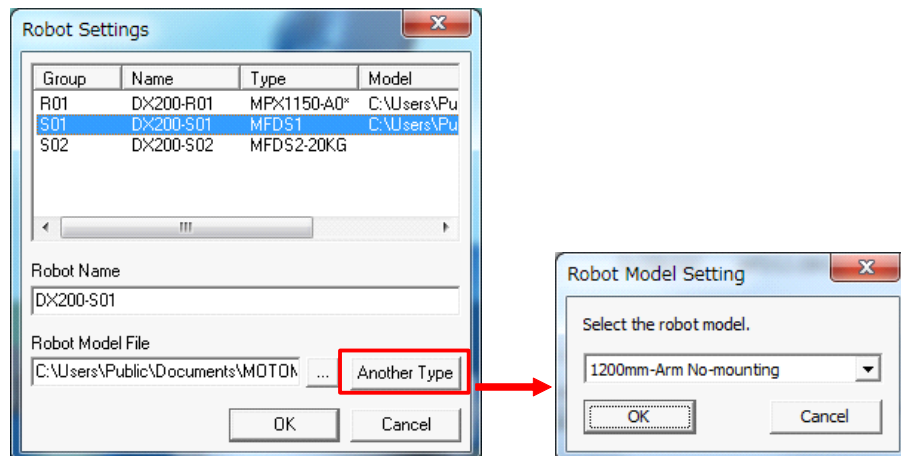 Robot Settings
Group Name Type Model
R01 DX200-R01 MPX1150-A0* C:\Users\Pu
S01 DX200-S01 MFDS1 C:\Users\Pu
S02 DX200-S02 MFDS2-20KG
Robot Name
DX200-S01
Robot Model File
C:\Users\Public\Documents\MOTOM ... Another Type
OK Cancel
Robot Model Setting
Select the robot model.
1200mm-Arm No-mounting
OK Cancel